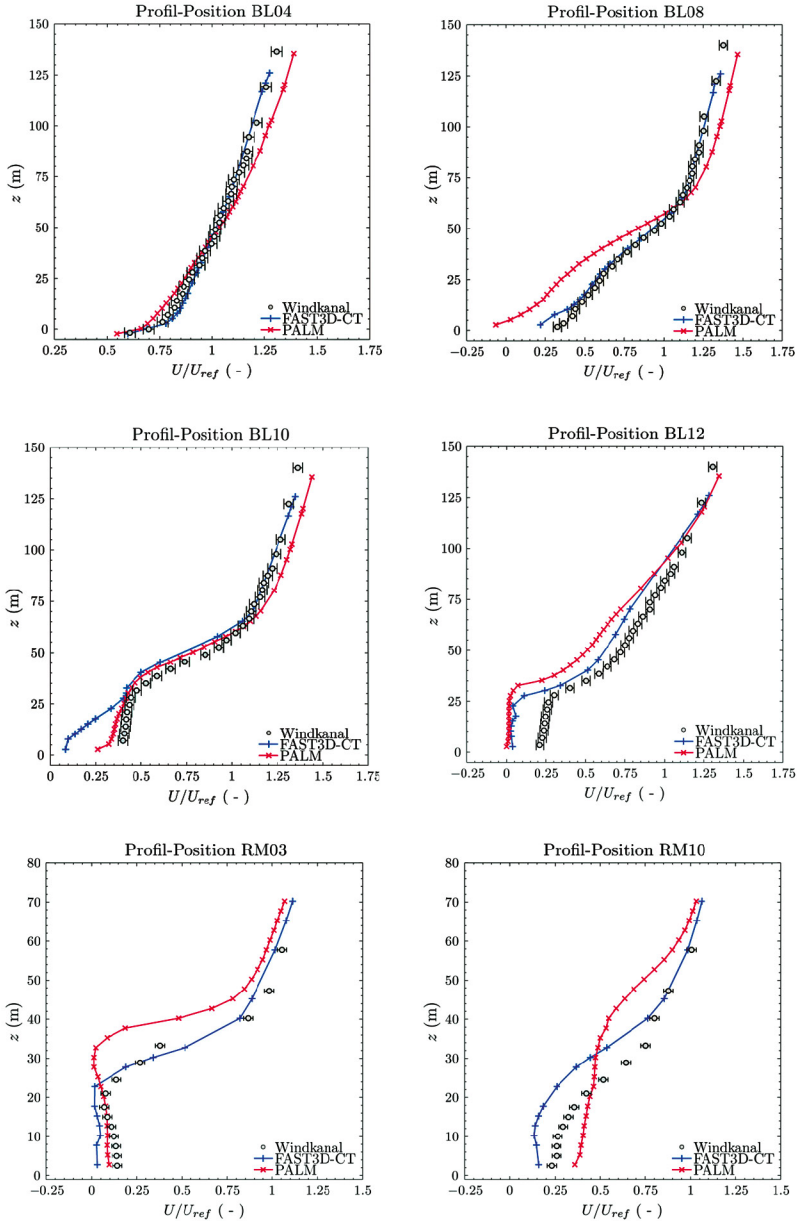 Profil-Position BL04
150
125
100
75
50
25
0
z (m)
Windkanal
FAST3D-CT
PALM
0.25 0.5 0.75 1 1.25 1.5 1.75
U/Uref ( - )
Profil-Position BL08
150
125
100
75
50
25
0
z (m)
Windkanal
FAST3D-CT
PALM
−0.25 0 0.25 0.5 0.75 1 1.25 1.5 1.75
U/Uref ( - )
Profil-Position BL10
150
125
100
75
50
25
0
z (m)
Windkanal
FAST3D-CT
PALM
0 0.25 0.5 0.75 1 1.25 1.5 1.75
U/Uref ( - )
Profil-Position BL12
150
125
100
75
50
25
0
z (m)
Windkanal
FAST3D-CT
PALM
−0.25 0 0.25 0.5 0.75 1 1.25 1.5 1.75
U/Uref ( - )
Profil-Position RM03
80
70
60
50
40
30
20
10
0
z (m)
Windkanal
FAST3D-CT
PALM
−0.25 0 0.25 0.5 0.75 1 1.25 1.5
U/Uref ( - )
Profil-Position RM10
80
70
60
50
40
30
20
10
0
z (m)
Windkanal
FAST3D-CT
PALM
−0.25 0 0.25 0.5 0.75 1 1.25 1.5
U/Uref ( - )